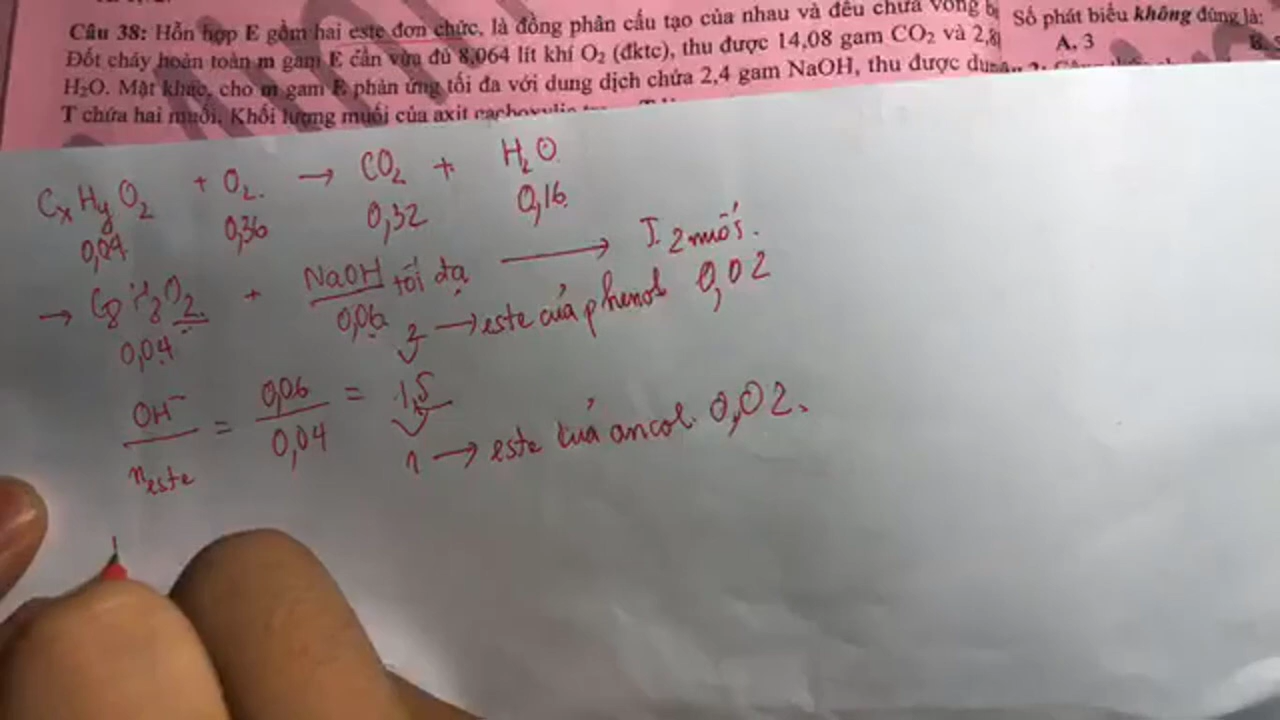 Câu 38: Hỗn hợp E gồm hai este đơn chức, là đồng phân cấu tạo của nhau và đều chứa vòng
Đốt cháy hoàn toàn m gam E cần vừa đủ 8,064 lít khí O₂ (đktc), thu được 14,08 gam CO₂ và 2,8
H₂O. Mặt khác, cho m gam E phản ứng tối đa với dung dịch chứa 2,4 gam NaOH, thu được
T chứa hai muối. Khối lượng muối của axit cacboxylic
Số phát biểu không đúng là:
A. 3
CxHyO₂ + O₂ → CO₂ + H₂O
0,04 0,36 0,32 0,16
→ C8H8O₂ + NaOH tối đa → T 2 muối.
0,04 0,06
2 → este của phenol 0,02
OH⁻ / neste = 0,06 / 0,04 = 1,5
1 → este của ancol 0,02.